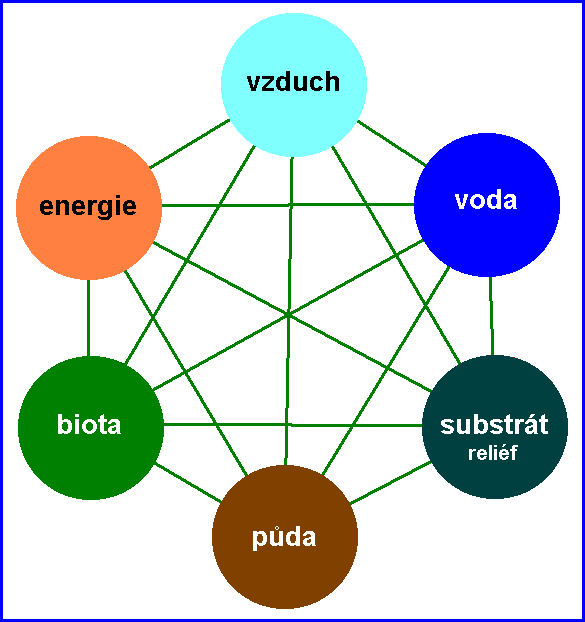 vzduch
energie
voda
biota
substrát
reliéf
půda